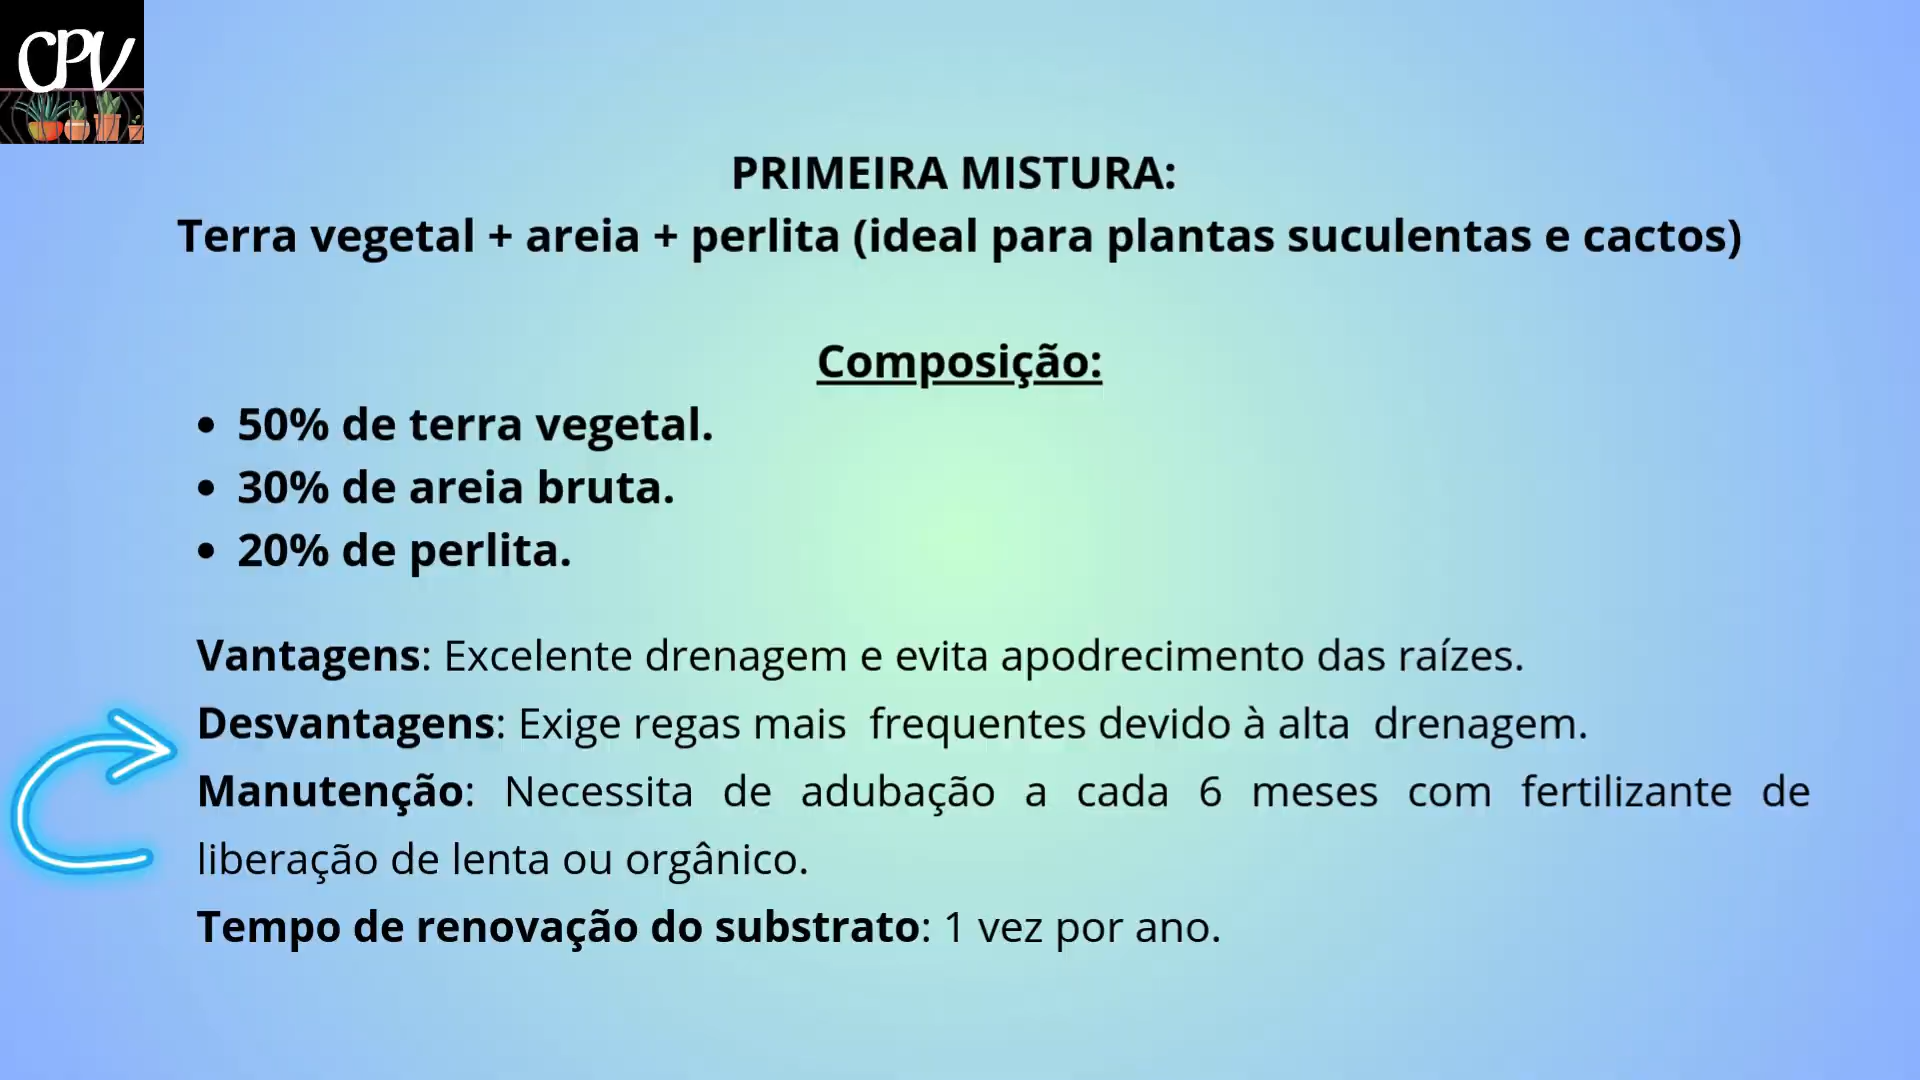 CPV
PRIMEIRA MISTURA:
Terra vegetal + areia + perlita (ideal para plantas suculentas e cactos)
Composição:
• 50% de terra vegetal.
• 30% de areia bruta.
• 20% de perlita.
Vantagens: Excelente drenagem e evita apodrecimento das raízes.
Desvantagens: Exige regas mais frequentes devido à alta drenagem.
Manutenção: Necessita de adubação a cada 6 meses com fertilizante de
liberação de lenta ou orgânico.
Tempo de renovação do substrato: 1 vez por ano.